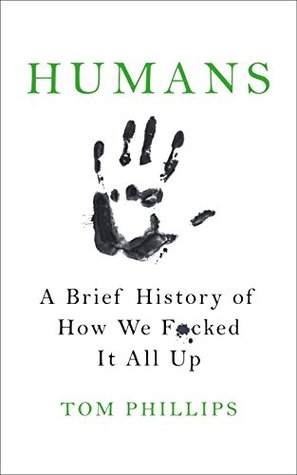 HUMANS
A Brief History of
How We F*cked
It All Up
TOM PHILLIPS